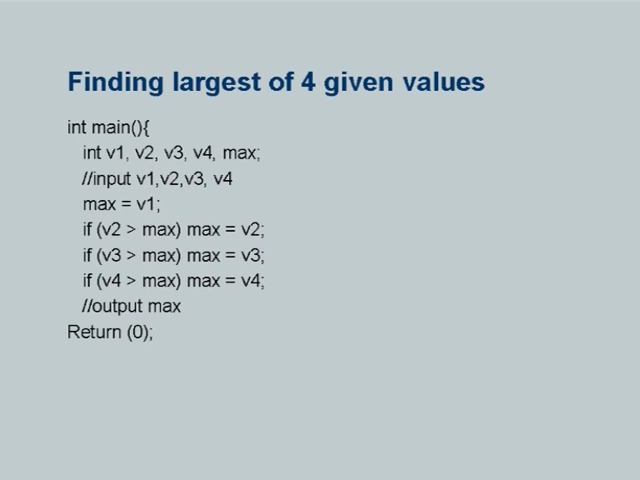 Finding largest of 4 given values
int main(){
int v1, v2, v3, v4, max;
//input v1,v2,v3, v4
max = v1;
if (v2 > max) max = v2;
if (v3 > max) max = v3;
if (v4 > max) max = v4;
//output max
Return (0);